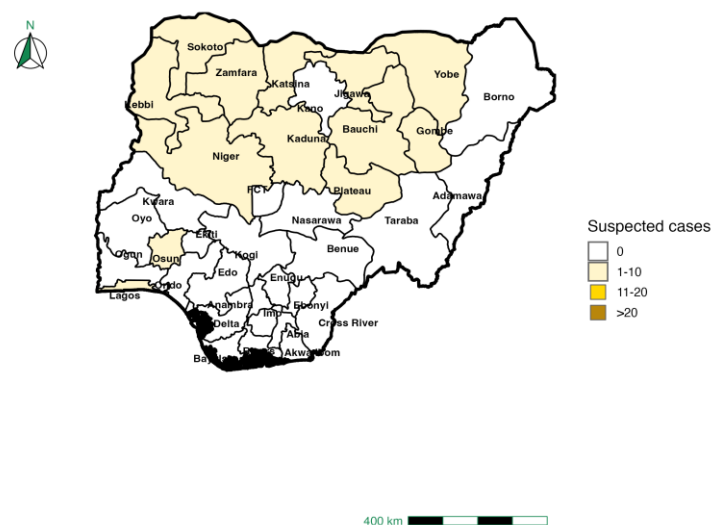 N
Sokoto
Zamfara
Katsina
Jigawa
Yobe
Borno
Kebbi
Kano
Bauchi
Gombe
Kaduna
Niger
FCT
Plateau
Adamawa
Kwara
Oyo
Nasarawa
Taraba
Suspected cases
0
Ekiti
Benue
Ogun
Osun
Kogi
1-10
Edo
Enugu
11-20
Lagos
Ondo
Anambra
Imo
Ebonyi
>20
Delta
Cross River
Abia
Akwa Ibom
400 km